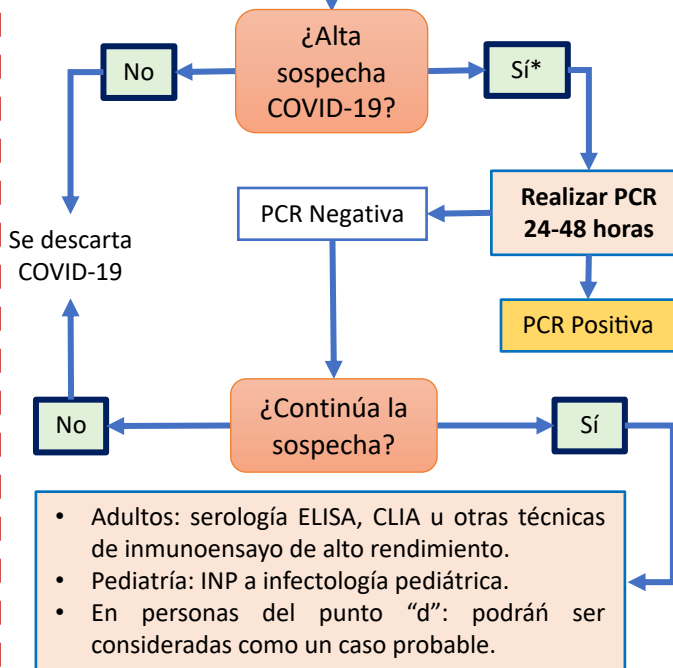 ¿Alta
sospecha
COVID-19?
No
Sí*
Realizar PCR
24-48 horas
PCR Negativa
Se descarta
COVID-19
PCR Positiva
¿Continúa la
sospecha?
No
Sí
• Adultos: serología ELISA, CLIA u otras técnicas
de inmunoensayo de alto rendimiento.
• Pediatría: INP a infectología pediátrica.
• En personas del punto “d”: podráń ser
consideradas como un caso probable.